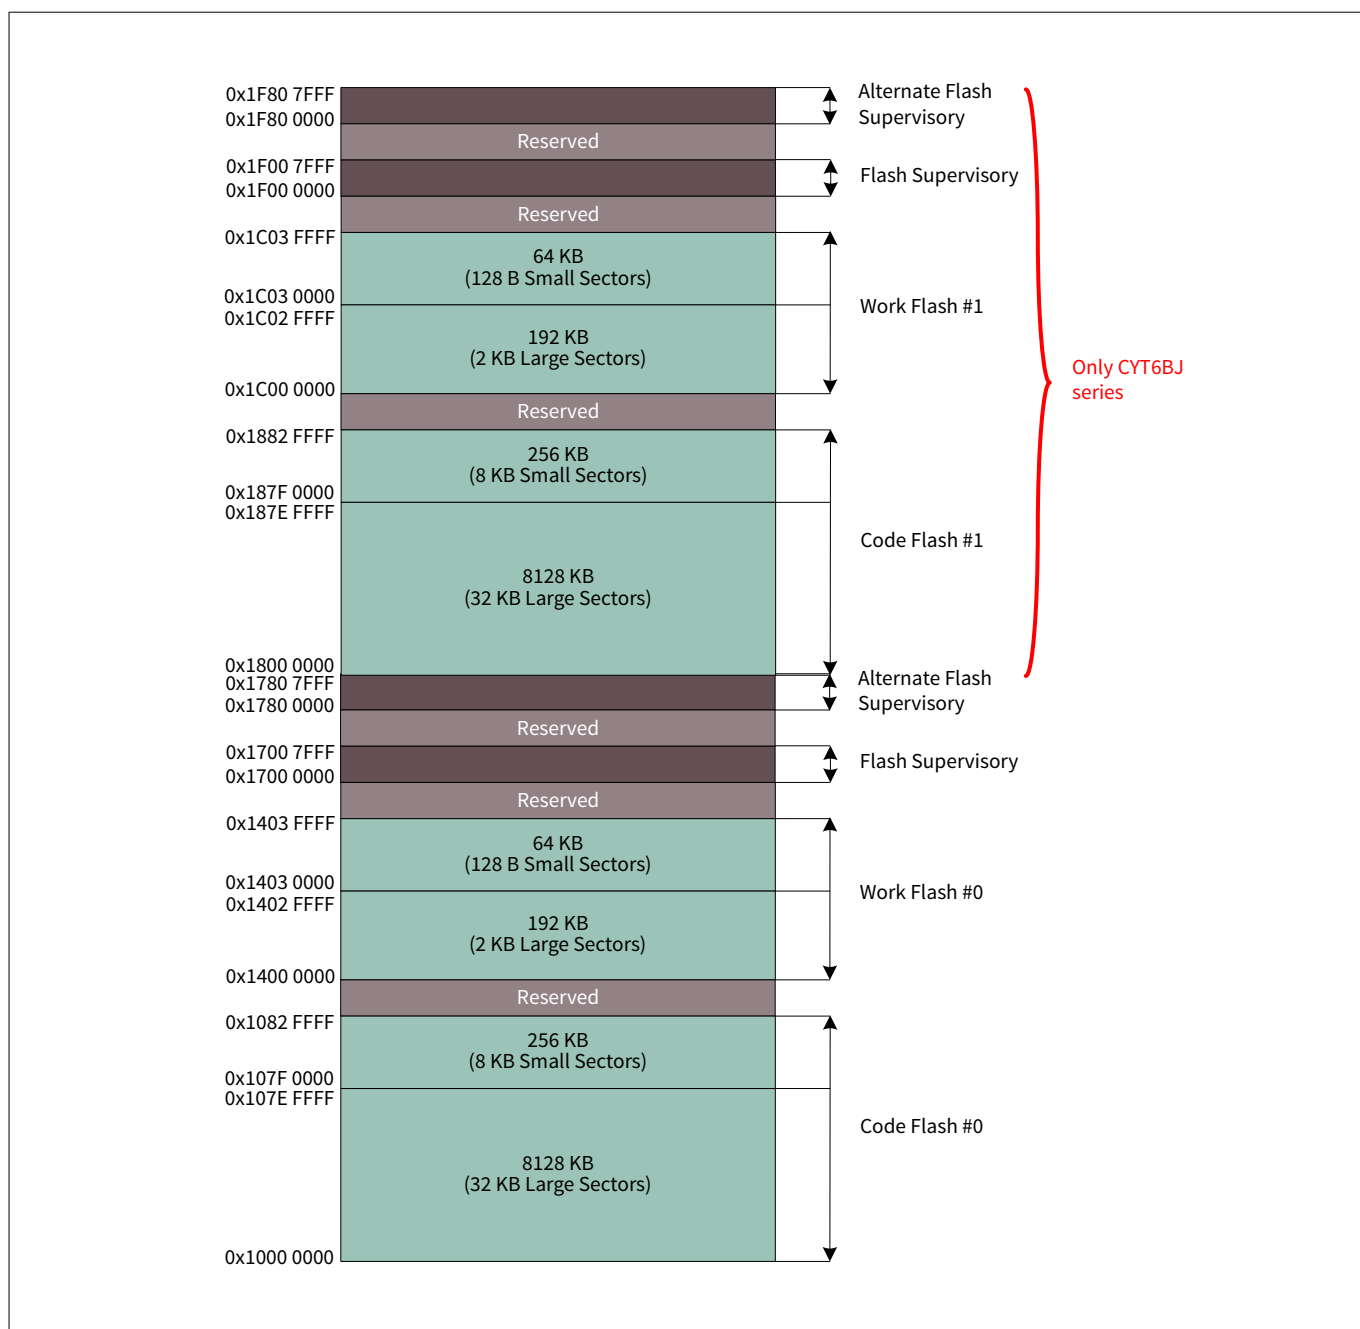 0x1F80 7FFF
Alternate Flash
Supervisory
0x1F80 0000
Reserved
0x1F00 7FFF
Flash Supervisory
0x1F00 0000
Reserved
0x1C03 FFFF
64 KB
(128 B Small Sectors)
0x1C03 0000
Work Flash #1
0x1C02 FFFF
192 KB
(2 KB Large Sectors)
Only CYT6BJ
series
0x1C00 0000
Reserved
0x1882 FFFF
256 KB
(8 KB Small Sectors)
0x187F 0000
0x187E FFFF
Code Flash #1
8128 KB
(32 KB Large Sectors)
0x1800 0000
0x1780 7FFF
Alternate Flash
Supervisory
0x1780 0000
Reserved
0x1700 7FFF
Flash Supervisory
0x1700 0000
Reserved
0x1403 FFFF
64 KB
(128 B Small Sectors)
0x1403 0000
Work Flash #0
0x1402 FFFF
192 KB
(2 KB Large Sectors)
0x1400 0000
Reserved
0x1082 FFFF
256 KB
(8 KB Small Sectors)
0x107F 0000
0x107E FFFF
Code Flash #0
8128 KB
(32 KB Large Sectors)
0x1000 0000